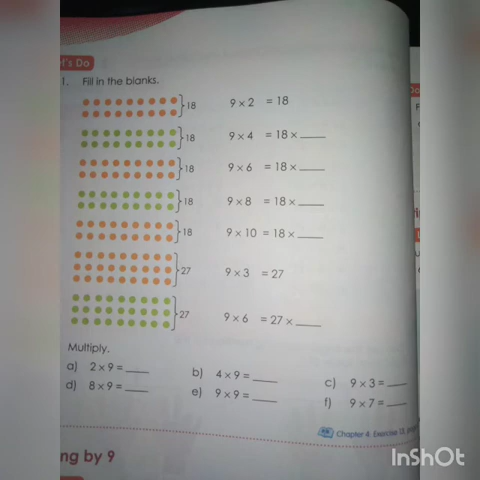 Let's Do
1. Fill in the blanks.
18 9 × 2 = 18
18 9 × 4 = 18 × ____
18 9 × 6 = 18 × ____
18 9 × 8 = 18 × ____
18 9 × 10 = 18 × ____
27 9 × 3 = 27
27 9 × 6 = 27 × ____
Multiply.
a) 2 × 9 = ____ b) 4 × 9 = ____ c) 9 × 3 = ____
d) 8 × 9 = ____ e) 9 × 9 = ____ f) 9 × 7 = ____
Chapter 4: Exercise
ng by 9
InShOt